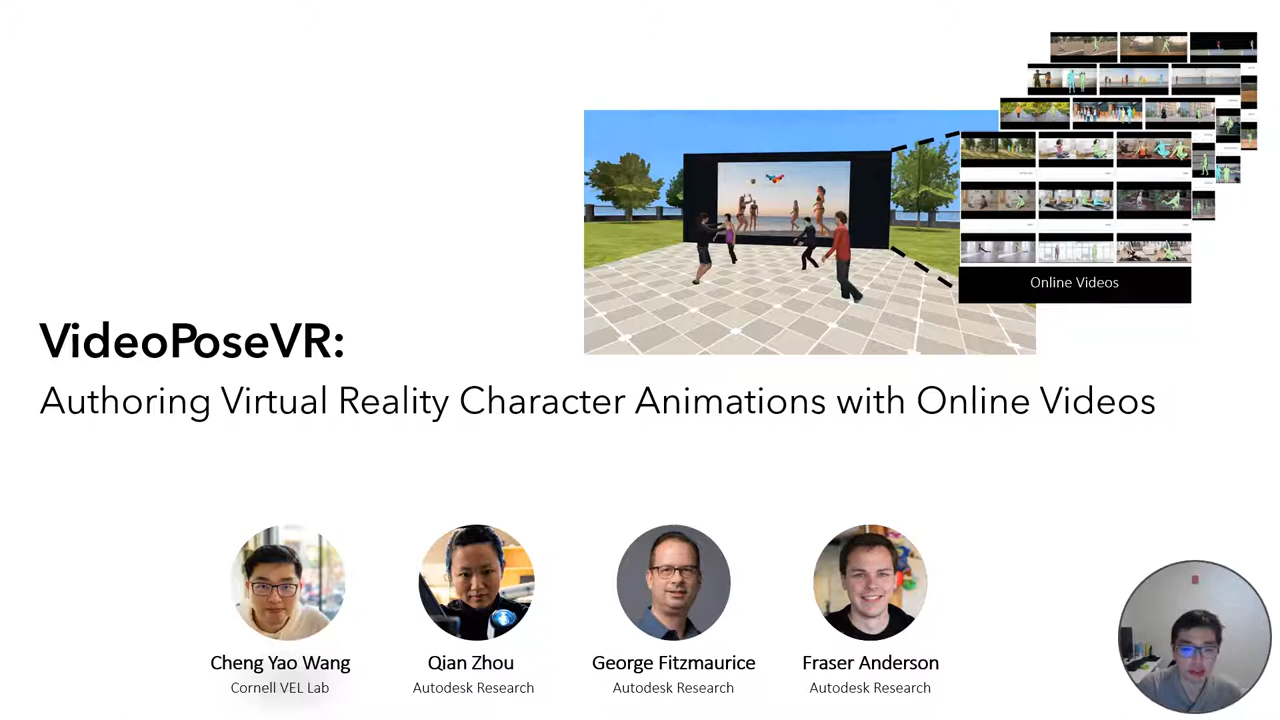 Online Videos
VideoPoseVR:
Authoring Virtual Reality Character Animations with Online Videos
Cheng Yao Wang
Cornell VEL Lab
Qian Zhou
Autodesk Research
George Fitzmaurice
Autodesk Research
Fraser Anderson
Autodesk Research